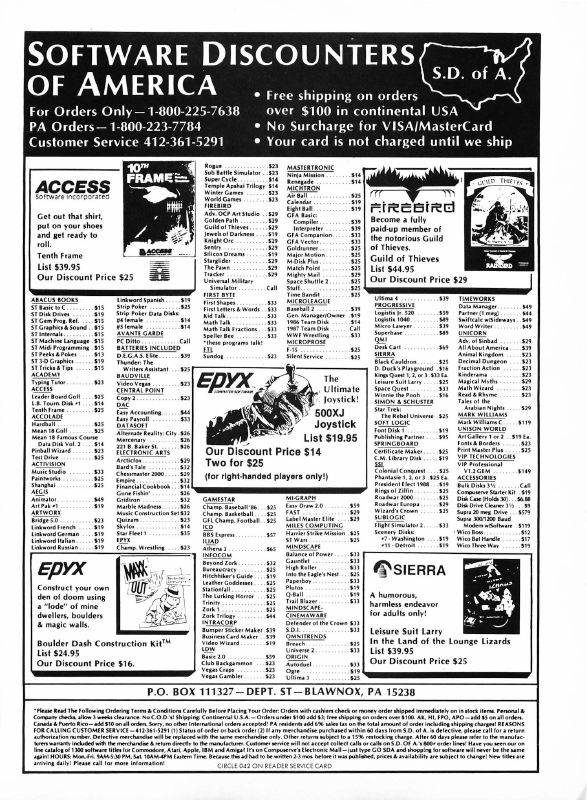 SOFTWARE DISCOUNTERS
OF AMERICA
S.D. of A.
For Orders Only—1-800-225-7638
PA Orders—1-800-223-7784
Customer Service 412-361-5291
• Free shipping on orders
over $100 in continental USA
• No Surcharge for VISA/MasterCard
• Your card is not charged until we ship
ACCESS
Software Incorporated
10TH FRAME
ACCESS
Get out that shirt,
put on your shoes
and get ready to
roll.
Tenth Frame
List $39.95
Our Discount Price $25
ABACUS BOOKS
ST Basic to C . . . $15
ST Disk Drives . . . $19
ST Gem Prog. Ref. . . . $15
ST Graphics & Sound . $15
ST Internals . . . $15
ST Machine Language $15
ST Midi Programming $15
ST Peeks & Pokes . . . $13
ST 3-D Graphics . . . $19
ST Tricks & Tips . . . $15
ACADEMY
Typing Tutor . . . $23
ACCESS
Leader Board Golf . . . $25
L.B. Tourn. Disk #1 . . . $14
Tenth Frame . . . $25
ACCOLADE
Hardball . . . $25
Mean 18 Golf . . . $25
Mean 18 Famous Course
Data Disk Vol. 2 . . . $14
Pinball Wizard . . . $23
Test Drive . . . $25
ACTIVISION
Music Studio . . . $33
Paintworks . . . $25
Shanghai . . . $25
AEGIS
Animator . . . $49
Art Pak #1 . . . $19
ARTWORX
Bridge 5.0 . . . $23
Linkword French . . . $19
Linkword German . . . $19
Linkword Italian . . . $19
Linkword Russian . . . $19
Linkword Spanish . . . $19
Strip Poker . . . $25
Strip Poker Data Disks:
#4 female . . . $14
#5 female . . . $14
AVANTE GARDE
PC Ditto . . . Call
BATTERIES INCLUDED
D.E.G.A.S. Elite . . . $39
Thunder: The
Writers Assistant . . . $25
BAUDVILLE
Video Vegas . . . $23
CENTRAL POINT
Copy 2 . . . $23
DAC
Easy Accounting . . . $44
Easy Payroll . . . $33
DATASOFT
Alternate Reality: City . $26
Mercenary . . . $26
221 B. Baker St. . . . $26
ELECTRONIC ARTS
Arcticfox . . . $29
Bard's Tale . . . $32
Chessmaster 2000 . . . $29
Empire . . . $32
Financial Cookbook . . $14
Gone Fishin' . . . $26
Gridiron . . . $32
Marble Madness . . . $26
Music Construction Set $32
Quizam . . . $23
Skyfox . . . $14
Star Fleet 1 . . . $35
EPYX
Champ. Wrestling . . . $23
Rogue . . . $23
Sub Battle Simulator . . $23
Super Cycle . . . $14
Temple Apshai Trilogy $14
Winter Games . . . $23
World Games . . . $23
FIREBIRD
Adv. OCP Art Studio . . $29
Golden Path . . . $29
Guild of Thieves . . . $29
Jewels of Darkness . . . $19
Knight Orc . . . $29
Sentry . . . $29
Silicon Dreams . . . $19
Starglider . . . $29
The Pawn . . . $29
Tracker . . . $29
Universal Military
Simulator . . . Call
FIRST BYTE
First Shapes . . . $33
First Letters & Words . . $33
Kid Talk . . . $33
Math Talk . . . $33
Math Talk Fractions . . . $33
Speller Bee . . . $33
*these programs talk!
FTL
Sundog . . . $23
MASTERTRONIC
Ninja Mission . . . $14
Renegade . . . $14
MICHTRON
Air Ball . . . $25
Calendar . . . $19
Eight Ball . . . $19
GFA Basic:
Compiler . . . $39
Interpreter . . . $39
GFA Companion . . . $33
GFA Vector . . . $33
Goldrunner . . . $25
Major Motion . . . $25
M-Disk Plus . . . $25
Match Point . . . $25
Mighty Mail . . . $29
Space Shuttle 2 . . . $25
Stuff . . . $25
Time Bandit . . . $25
MICROLEAGUE
Baseball 2 . . . $39
Gen. Manager/Owner $19
1986 Team Disk . . . $14
1987 Team Disk . . . Call
WWF Wrestling . . . $33
MICROPROSE
F-15 . . . $25
Silent Service . . . $25
FIREBIRD
GUILD OF THIEVES
RAINBIRD
Become a fully
paid-up member of
the notorious Guild
of Thieves.
Guild of Thieves
List $44.95
Our Discount Price $29
EPYX
COMPUTER SOFTWARE
The
Ultimate
Joystick!
500XJ
Joystick
List $19.95
Our Discount Price $14
Two for $25
(for right-handed players only!)
GAMESTAR
Champ. Baseball '86 . . $25
Champ. Basketball . . . $25
GFL Champ. Football . $25
ICD
BBS Express . . . $57
ILIAD
Athena 2 . . . $65
INFOCOM
Beyond Zork . . . $32
Bureaucracy . . . $25
Hitchhiker's Guide . . . $19
Leather Goddesses . . . $25
Stationfall . . . $25
The Lurking Horror . . $25
Trinity . . . $25
Zork 1 . . . $25
Zork Trilogy . . . $44
INTRACORP
Bumper Sticker Maker $39
Business Card Maker . $39
Video Wizard . . . $19
LDW
Basic 2.0 . . . $59
Club Backgammon . . . $23
Vegas Craps . . . $23
Vegas Gambler . . . $23
MI-GRAPH
Easy Draw 2.0 . . . $59
FAST . . . $29
Label Master Elite . . . $29
MILES COMPUTING
Harrier Strike Mission . $25
ST Wars . . . $25
MINDSCAPE
Balance of Power . . . $33
Gauntlet . . . $33
High Roller . . . $33
Into the Eagle's Nest . . $25
Paperboy . . . $33
Plutos . . . $19
Q-Ball . . . $19
Trail Blazer . . . $33
MINDSCAPE-
CINEMAWARE
Defender of the Crown $33
S.D.I. . . . $33
OMNITRENDS
Breach . . . $25
Universe 2 . . . $33
ORIGIN
Autoduel . . . $33
Ogre . . . $19
Ultima 3 . . . $25
Ultima 4 . . . $39
PROGRESSIVE
Logistix Jr. $20 . . . $59
Logistix 1040 . . . $89
Micro Lawyer . . . $39
Superbase . . . $89
QMI
Desk Cart . . . $69
SIERRA
Black Cauldron . . . $25
D. Duck's Playground . $16
Kings Quest 1, 2 or 3 . $33 Ea.
Leisure Suit Larry . . . $25
Space Quest . . . $33
Winnie the Pooh . . . $16
SIMON & SCHUSTER
Star Trek:
The Rebel Universe . $25
SOFT LOGIC
Font Disk 1 . . . $19
Publishing Partner . . . $95
SPRINGBOARD
Certificate Maker . . . $25
C.M. Library Disk . . . $19
SSI
Colonial Conquest . . . $25
Phantasie 1, 2 or 3 . $25 Ea.
President Elect 1988 . . $19
Rings of Zilfin . . . $25
Roadwar 2000 . . . $25
Roadwar Europa . . . $29
Wizard's Crown . . . $25
SUBLOGIC
Flight Simulator 2 . . . $33
Scenery Disks:
#7 - Washington . . . $19
#11 - Detroit . . . $19
TIMEWORKS
Data Manager . . . $49
Partner (1 meg) . . . $44
Swiftcalc w/Sideways . $49
Word Writer . . . $49
UNICORN
Adv. of Sinbad . . . $29
All About America . . . $39
Animal Kingdom . . . $23
Decimal Dungeon . . . $23
Fraction Action . . . $23
Kinderama . . . $23
Magical Myths . . . $29
Math Wizard . . . $23
Read & Rhyme . . . $23
Tales of the
Arabian Nights . . . $29
MARK WILLIAMS
Mark Williams C . . . $119
UNISON WORLD
Art Gallery 1 or 2 . . $19 Ea.
Fonts & Borders . . . $23
Print Master Plus . . . $25
VIP TECHNOLOGIES
VIP Professional
V1.2 GEM . . . $149
ACCESSORIES
Bulk Disks 3½ . . . Call
Compuserve Starter Kit $19
Disk Case (Holds 30) . . . $6.88
Disk Drive Cleaner 3½ . . $9
Supra 20 meg Drive . . $579
Supra 300/1200 Baud
Modem w/Software $119
Wico Boss . . . $12
Wico Bat Handle . . . $17
Wico Three Way . . . $19
EPYX
COMPUTER SOFTWARE
Construct your own
den of doom using
a "lode" of mine
dwellers, boulders
& magic walls.
Boulder Dash Construction Kit™
List $24.95
Our Discount Price $16.
SIERRA
A humorous,
harmless endeavor
for adults only!
Leisure Suit Larry
in the Land of the Lounge Lizards
List $39.95
Our Discount Price $25
P.O. BOX 111327—DEPT. ST—BLAWNOX, PA 15238
*Please Read The Following Ordering Terms & Conditions Carefully Before Placing Your Order: Orders with cashiers check or money order shipped immediately on in stock items. Personal &
Company checks, allow 3 weeks clearance. No C.O.D.'s! Shipping: Continental U.S.A.—Orders under $100 add $3; free shipping on orders over $100. AK, HI, FPO, APO—add $5 on all orders.
Canada & Puerto Rico—add $10 on all orders. Sorry, no other International orders accepted! PA residents add 6% sales tax on the total amount of order including shipping charges! REASONS
FOR CALLING CUSTOMER SERVICE—412-361-5291 (1) Status of order or back order (2) If any merchandise purchased within 60 days from S.D. of A. is defective, please call for a return
authorization number. Defective merchandise will be replaced with the same merchandise only. Other returns subject to a 15% restocking charge. After 60 days please refer to the manufac-
turers warranty included with the merchandise & return directly to the manufacturer. Customer service will not accept collect calls or calls on S.D. OF A.'s 800# order lines! Have you seen our on
line catalog of 1300 software titles for Commodore, Atari, Apple, IBM and Amiga! It's on Compuserve's Electronic Mall—just type GO SDA and shopping for software will never be the same
again! HOURS: Mon.-Fri. 9AM-5:30 PM, Sat. 10AM-4PM Eastern Time. Because this ad had to be written 2-3 mos. before it was published, prices & availability are subject to change! New titles are
arriving daily! Please call for more information!
CIRCLE 042 ON READER SERVICE CARD